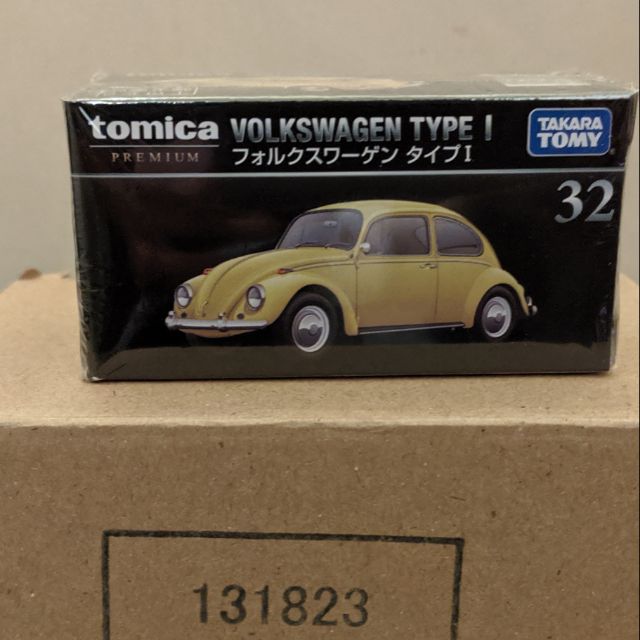 tomica
PREMIUM
VOLKSWAGEN TYPE I
フォルクスワーゲン タイプI
TAKARA
TOMY
32
131823